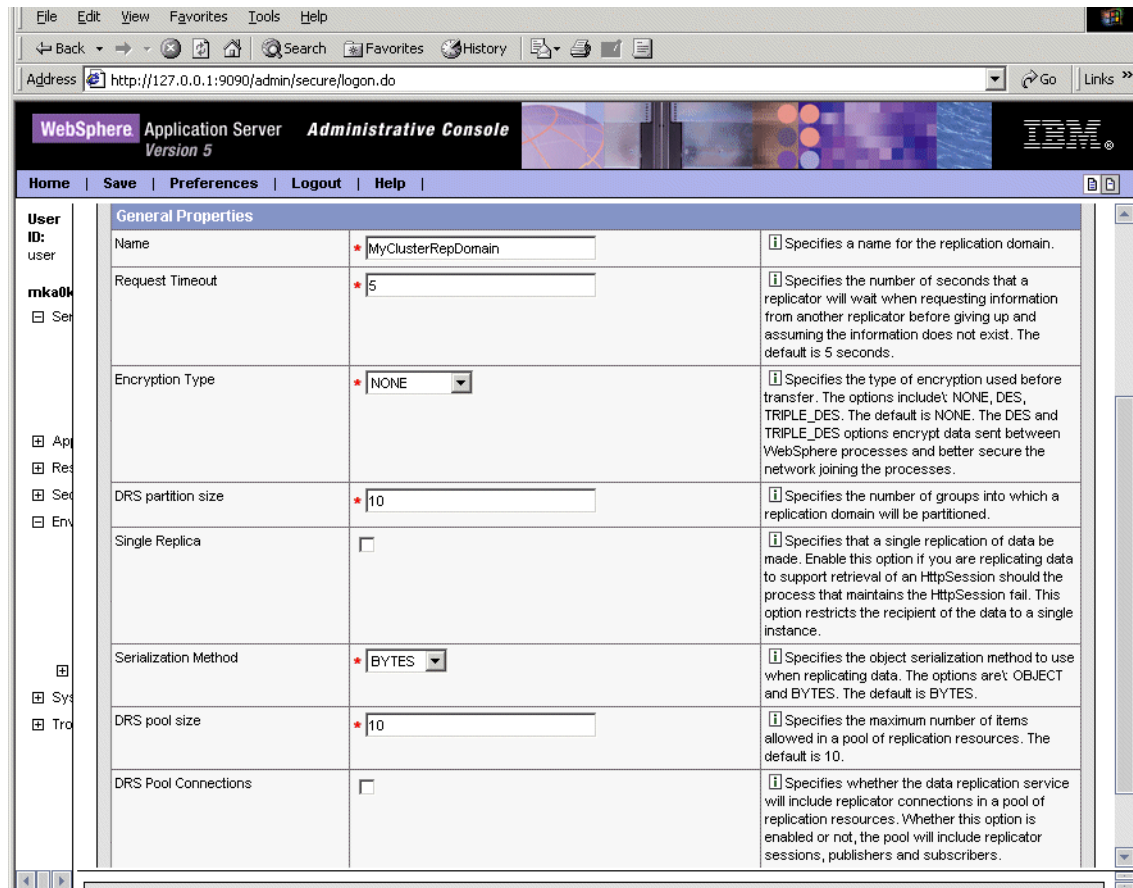 File Edit View Favorites Tools Help
Back Search Favorites History
Address http://127.0.0.1:9090/admin/secure/logon.do Go Links »
WebSphere. Application Server Administrative Console
Version 5
IBM®
Home | Save | Preferences | Logout | Help |
User
ID:
user
mka0k
Ser
App
Res
Sec
Env
Sys
Tro
General Properties
Name
* MyClusterRepDomain
i Specifies a name for the replication domain.
Request Timeout
* 5
i Specifies the number of seconds that a
replicator will wait when requesting information
from another replicator before giving up and
assuming the information does not exist. The
default is 5 seconds.
Encryption Type
* NONE
i Specifies the type of encryption used before
transfer. The options include\: NONE, DES,
TRIPLE_DES. The default is NONE. The DES and
TRIPLE_DES options encrypt data sent between
WebSphere processes and better secure the
network joining the processes.
DRS partition size
* 10
i Specifies the number of groups into which a
replication domain will be partitioned.
Single Replica
i Specifies that a single replication of data be
made. Enable this option if you are replicating data
to support retrieval of an HttpSession should the
process that maintains the HttpSession fail. This
option restricts the recipient of the data to a single
instance.
Serialization Method
* BYTES
i Specifies the object serialization method to use
when replicating data. The options are\: OBJECT
and BYTES. The default is BYTES.
DRS pool size
* 10
i Specifies the maximum number of items
allowed in a pool of replication resources. The
default is 10.
DRS Pool Connections
i Specifies whether the data replication service
will include replicator connections in a pool of
replication resources. Whether this option is
enabled or not, the pool will include replicator
sessions, publishers and subscribers.